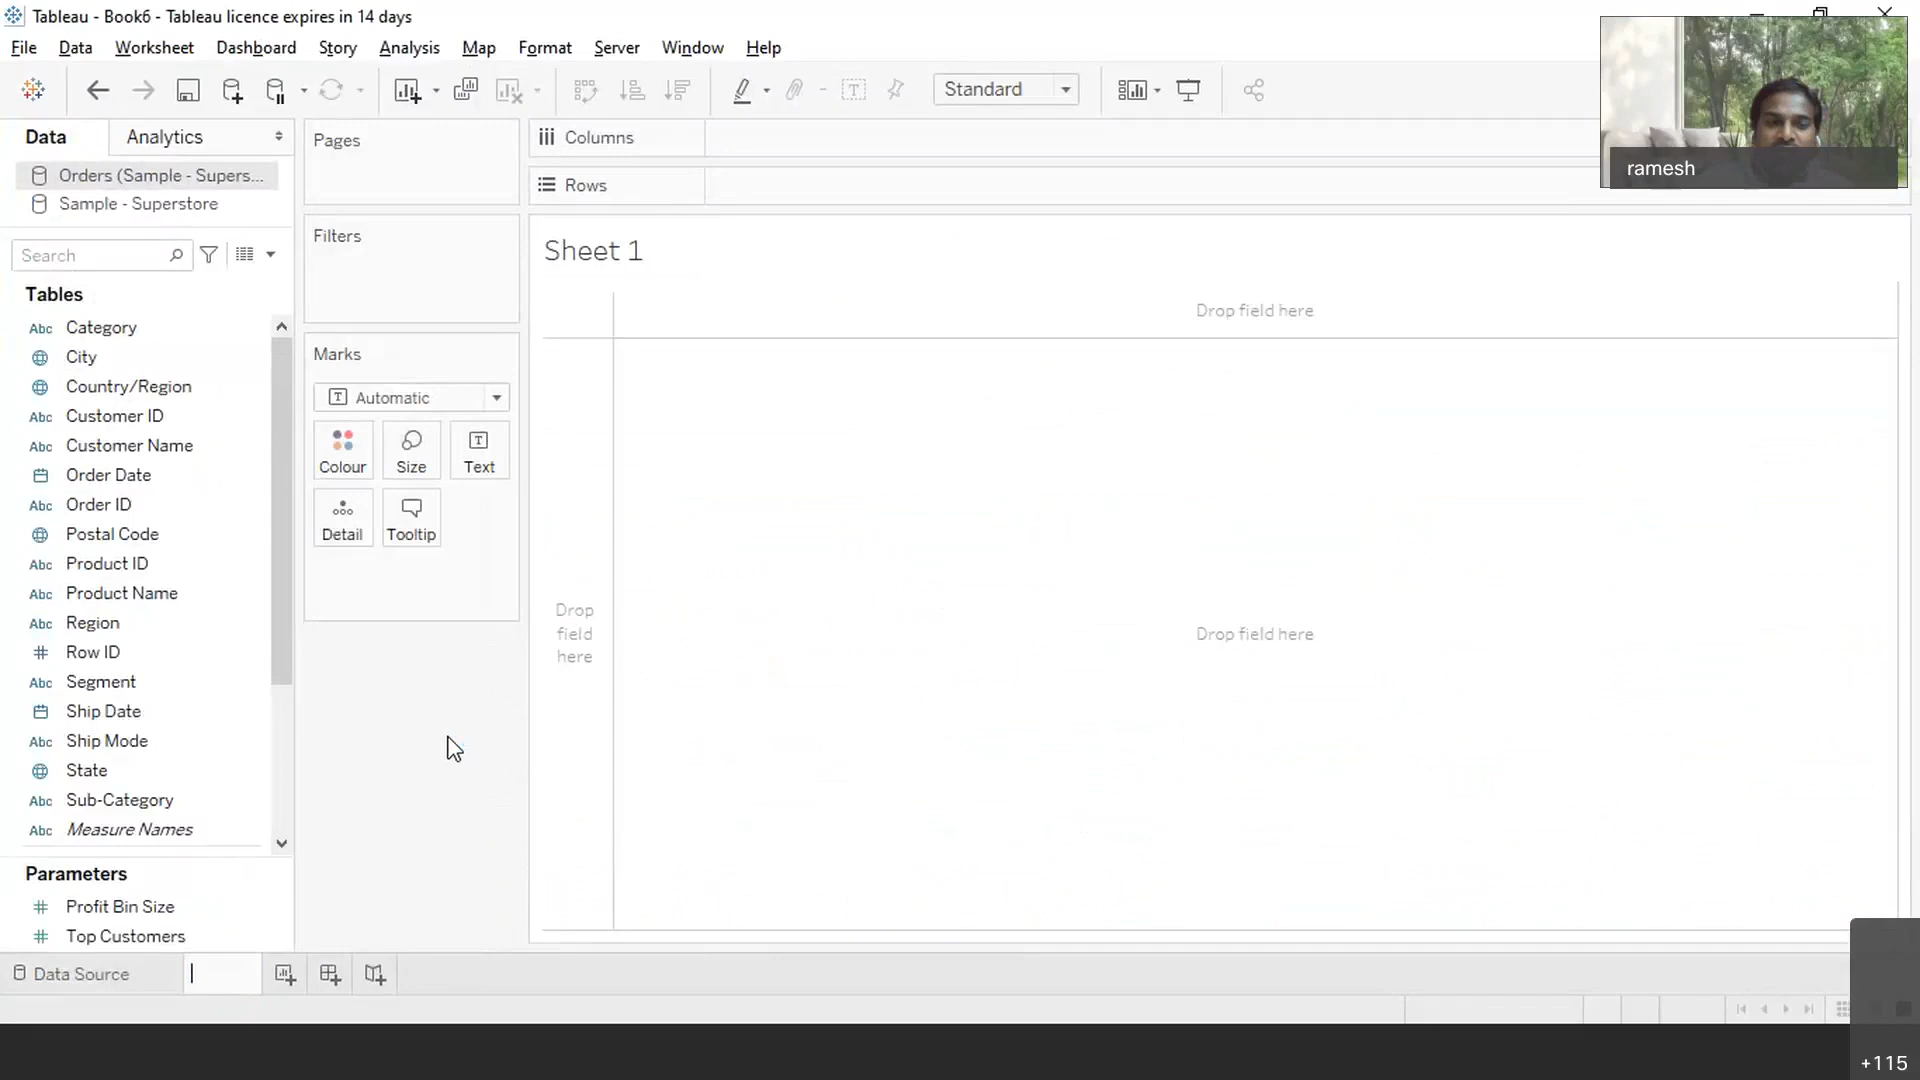 Tableau - Book6 - Tableau licence expires in 14 days
File Data Worksheet Dashboard Story Analysis Map Format Server Window Help
Standard
Data Analytics
Orders (Sample - Supers...
Sample - Superstore
Search
Tables
Abc Category
City
Country/Region
Abc Customer ID
Abc Customer Name
Order Date
Abc Order ID
Postal Code
Abc Product ID
Abc Product Name
Abc Region
# Row ID
Abc Segment
Ship Date
Abc Ship Mode
State
Abc Sub-Category
Abc Measure Names
Parameters
# Profit Bin Size
# Top Customers
Pages
Filters
Marks
T Automatic
Colour Size T Text
Detail Tooltip
Columns
Rows
Sheet 1
Drop field here
Drop
field
here
Drop field here
ramesh
Data Source
+115